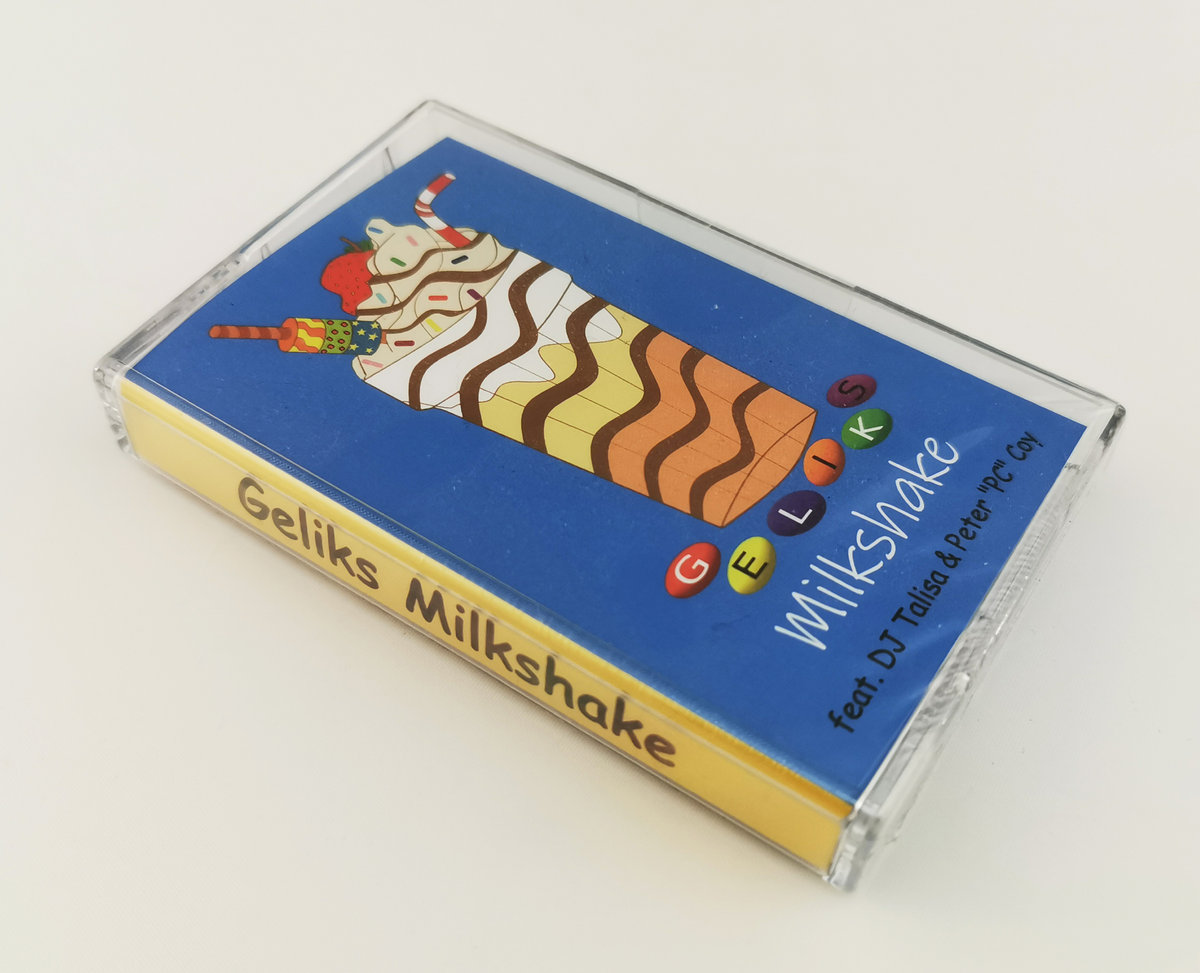 GELIKS
Milkshake
feat. DJ Talisa & Peter "PC" Coy
Geliks Milkshake